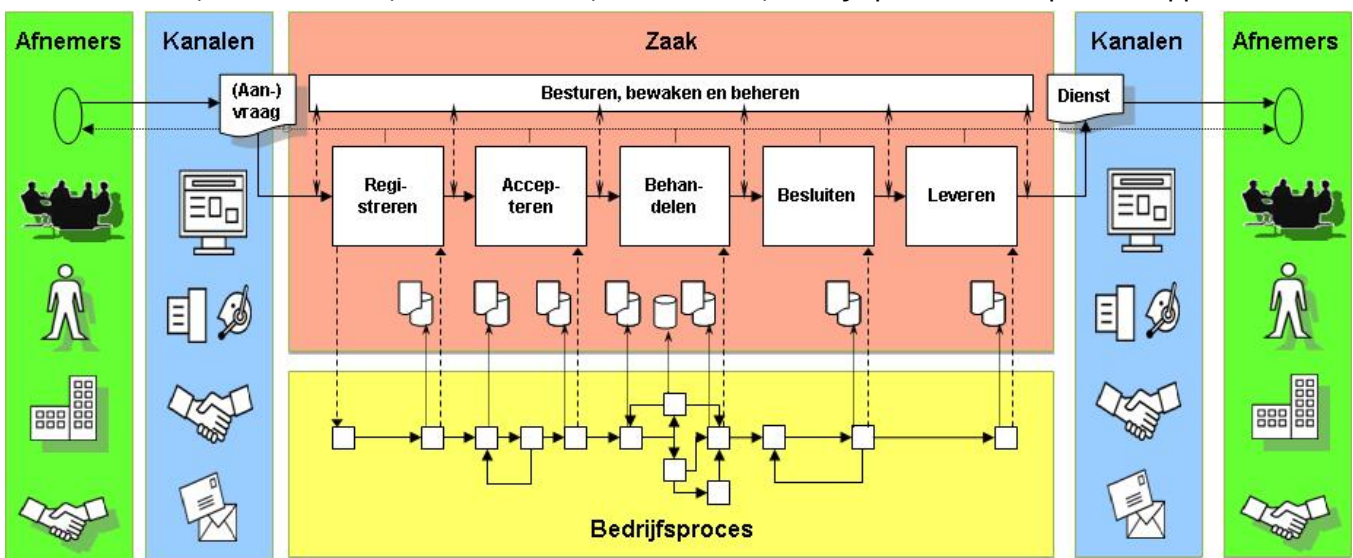 Afnemers
Kanalen
Zaak
Kanalen
Afnemers
(Aan-)
vraag
Besturen, bewaken en beheren
Dienst
Regi-
streren
Accep-
teren
Behan-
delen
Besluiten
Leveren
Bedrijfsproces